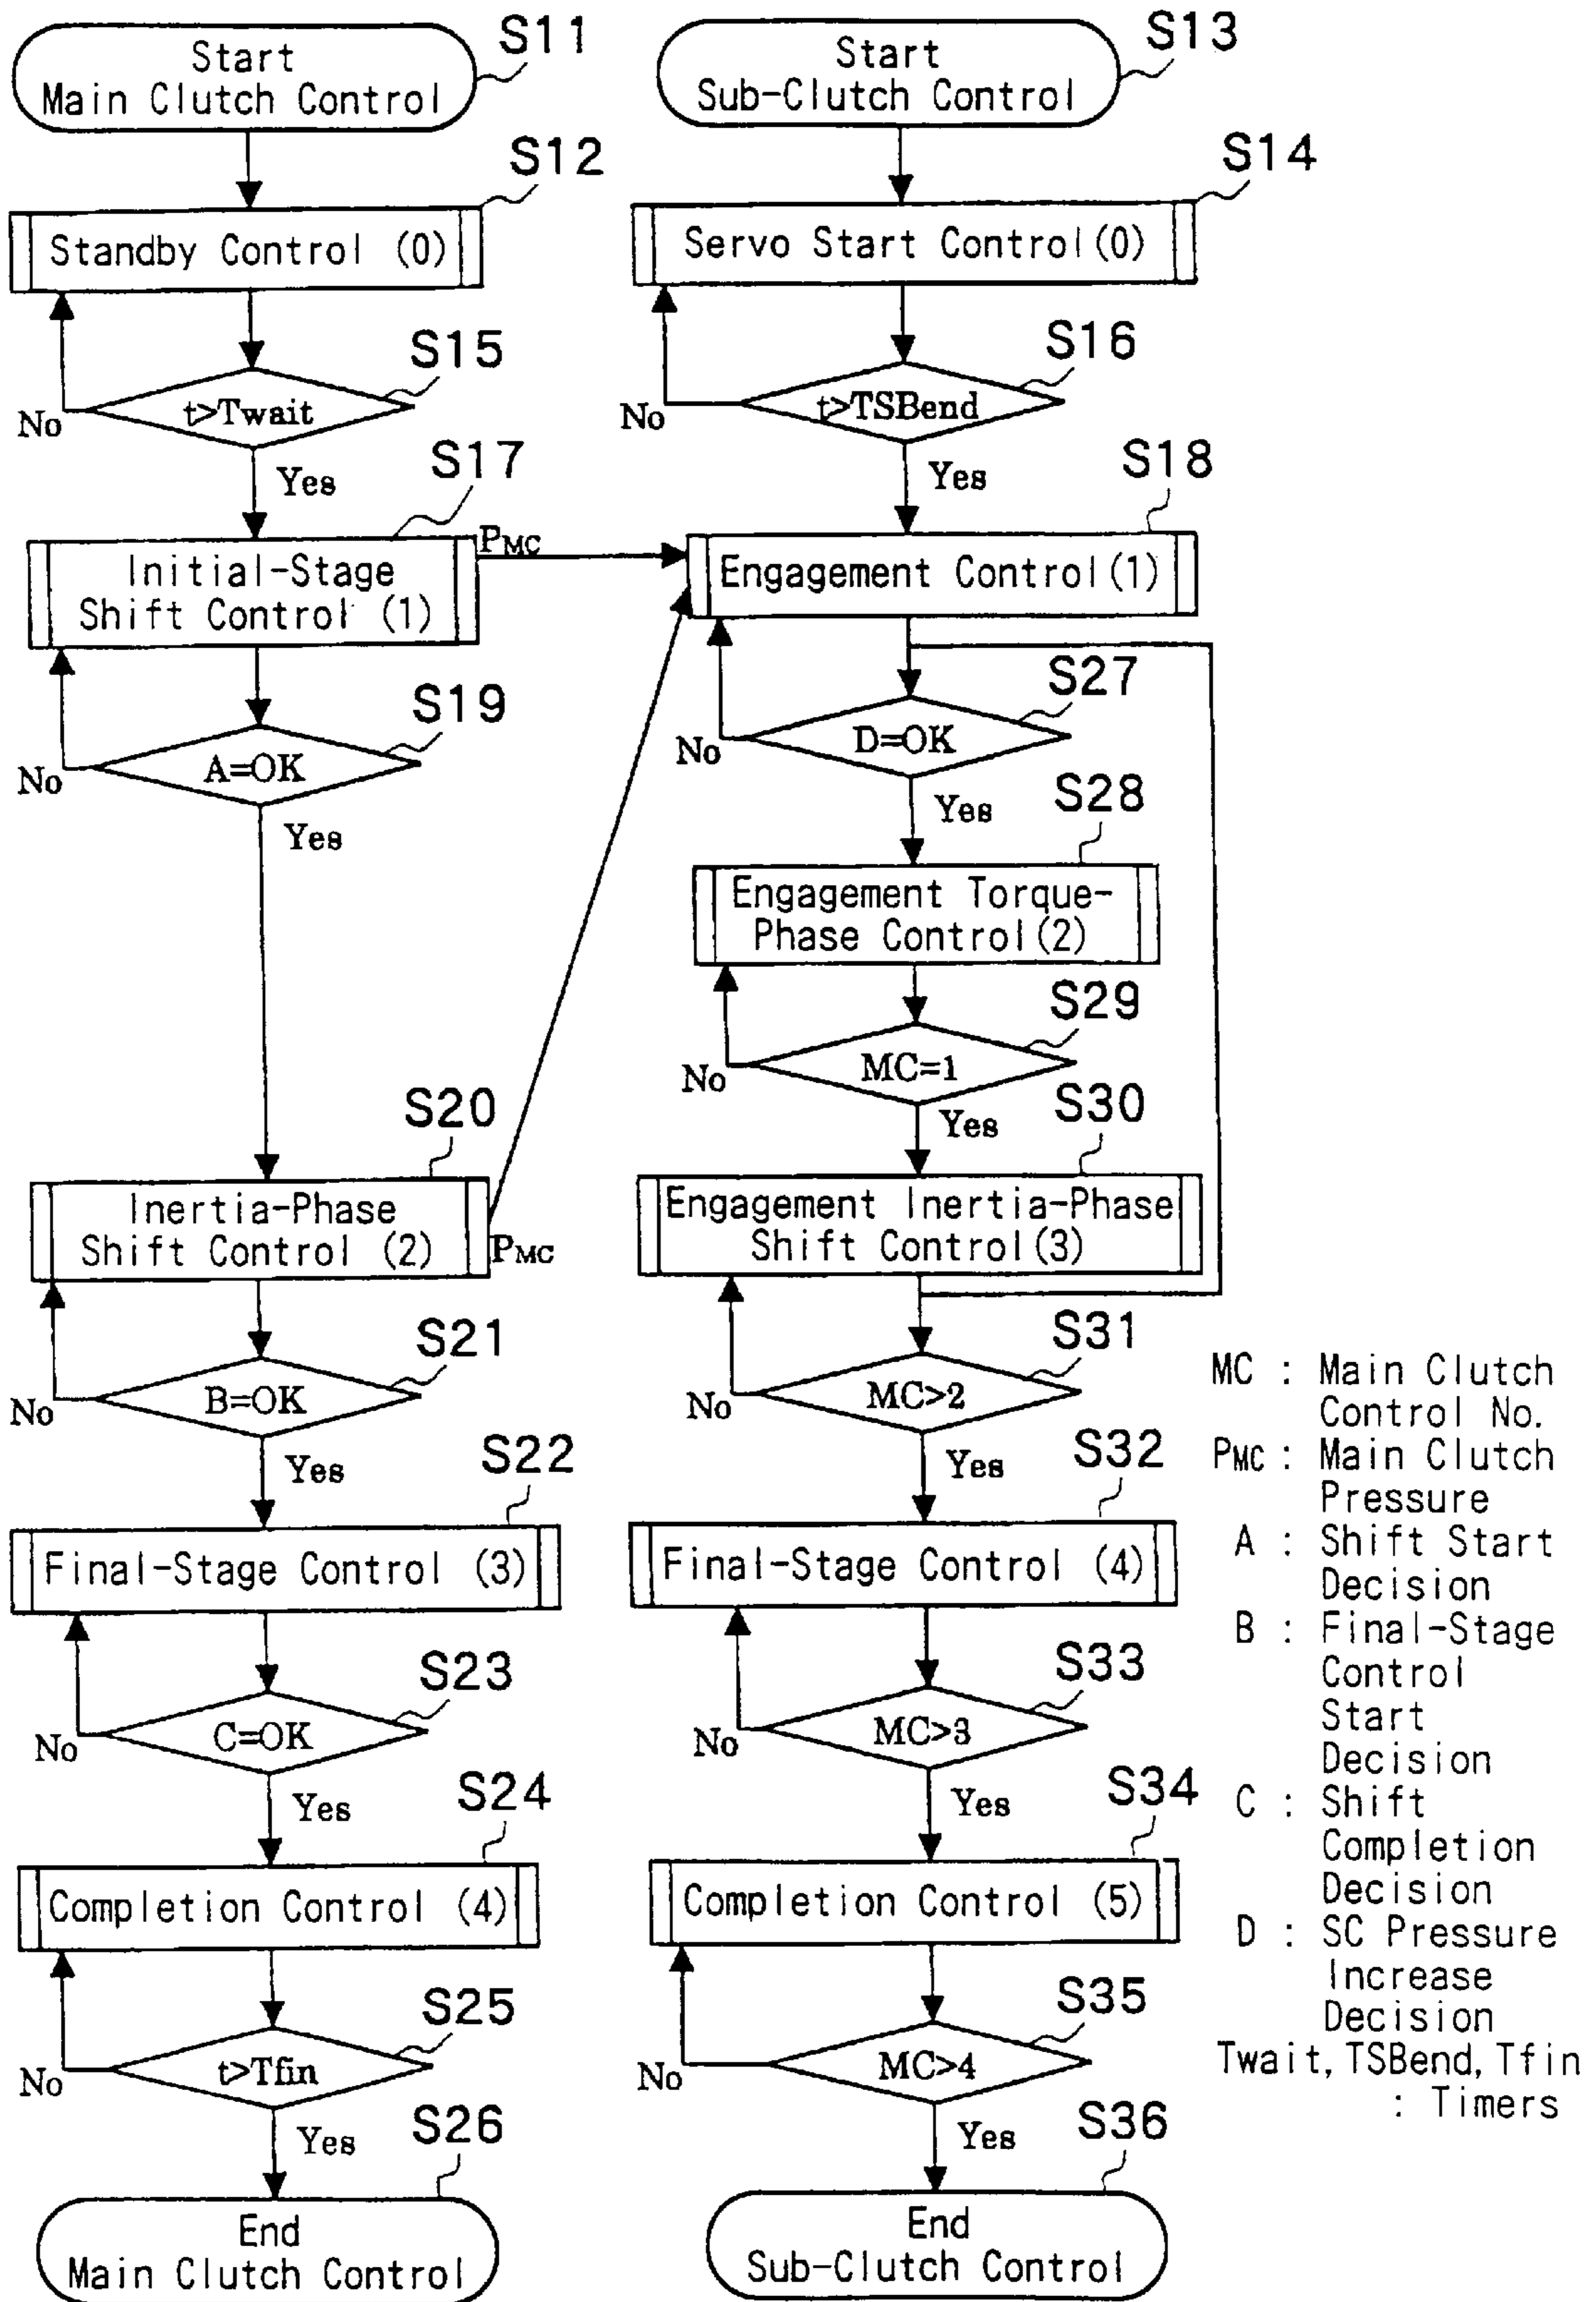 Start
Main Clutch Control
S11
S12
Standby Control (0)
S15
t>Twait
No
Yes
S17
Initial-Stage
Shift Control (1)
PMC
S19
A=OK
No
Yes
S20
Inertia-Phase
Shift Control (2)
PMC
S21
B=OK
No
Yes
S22
Final-Stage Control (3)
S23
C=OK
No
Yes
S24
Completion Control (4)
S25
t>Tfin
No
Yes
S26
End
Main Clutch Control
Start
Sub-Clutch Control
S13
S14
Servo Start Control(0)
S16
t>TSBend
No
Yes
S18
Engagement Control(1)
S27
D=OK
No
Yes
S28
Engagement Torque-
Phase Control(2)
S29
MC=1
No
Yes
S30
Engagement Inertia-Phase
Shift Control(3)
S31
MC>2
No
Yes
S32
Final-Stage Control (4)
S33
MC>3
No
Yes
S34
Completion Control (5)
S35
MC>4
No
Yes
S36
End
Sub-Clutch Control
MC : Main Clutch
Control No.
PMC : Main Clutch
Pressure
A : Shift Start
Decision
B : Final-Stage
Control
Start
Decision
C : Shift
Completion
Decision
D : SC Pressure
Increase
Decision
Twait, TSBend, Tfin
: Timers